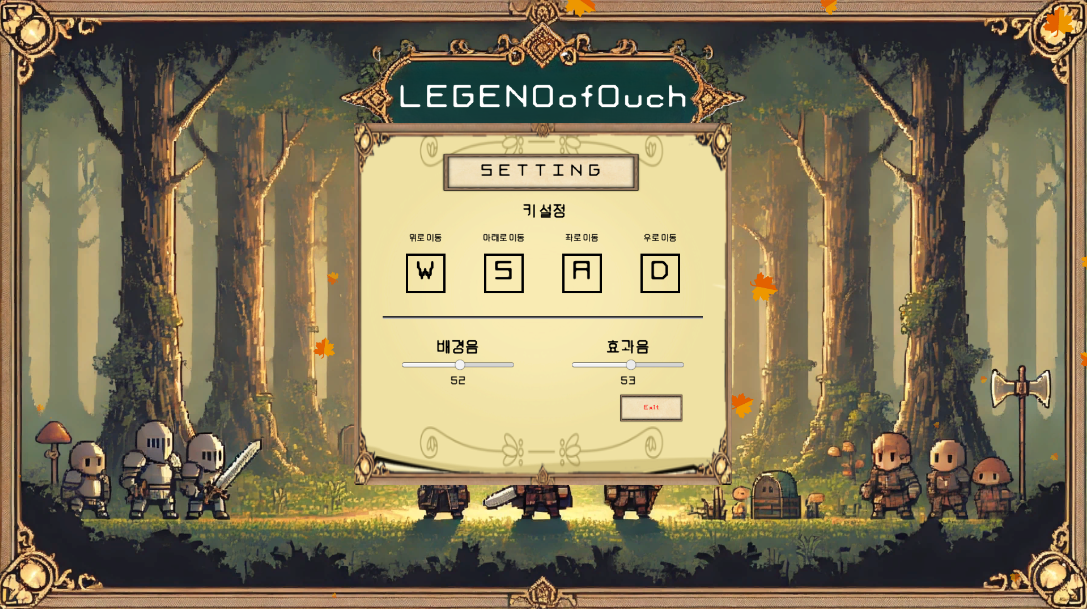 LEGENDofOuch
SETTING
키 설정
위로 이동 아래로 이동 좌로 이동 우로 이동
W S A D
배경음 효과음
52 53
Exit